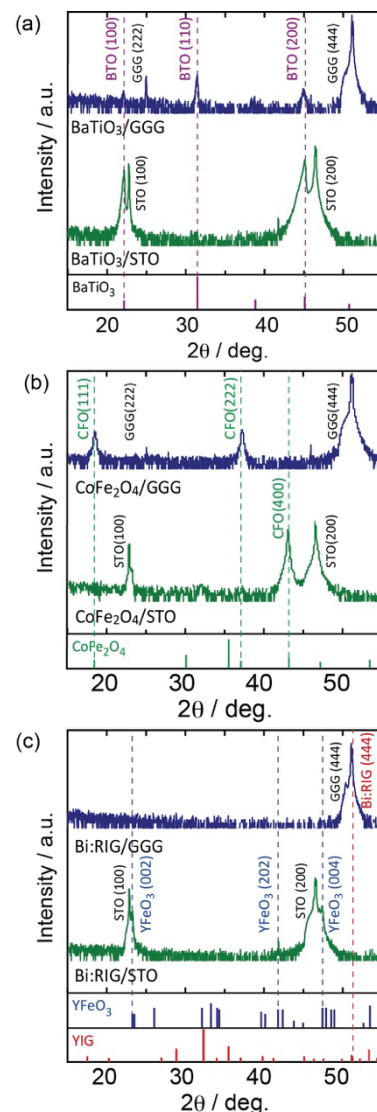 (a)
Intensity / a.u.
BTO (100)
GGG (222)
BTO (110)
BTO (200)
GGG (444)
BaTiO₃/GGG
STO (100)
STO (200)
BaTiO₃/STO
BaTiO₃
20 30 40 50
2θ / deg.
(b)
Intensity / a.u.
CFO(111)
GGG(222)
CFO(222)
GGG(444)
CoFe₂O₄/GGG
STO(100)
CFO(400)
STO(200)
CoFe₂O₄/STO
CoFe₂O₄
20 30 40 50
2θ / deg.
(c)
Intensity / a.u.
GGG (444)
Bi:RIG (444)
Bi:RIG/GGG
STO (100)
YFeO₃ (002)
YFeO₃ (202)
STO (200)
YFeO₃ (004)
Bi:RIG/STO
YFeO₃
YIG
20 30 40 50
2θ / deg.